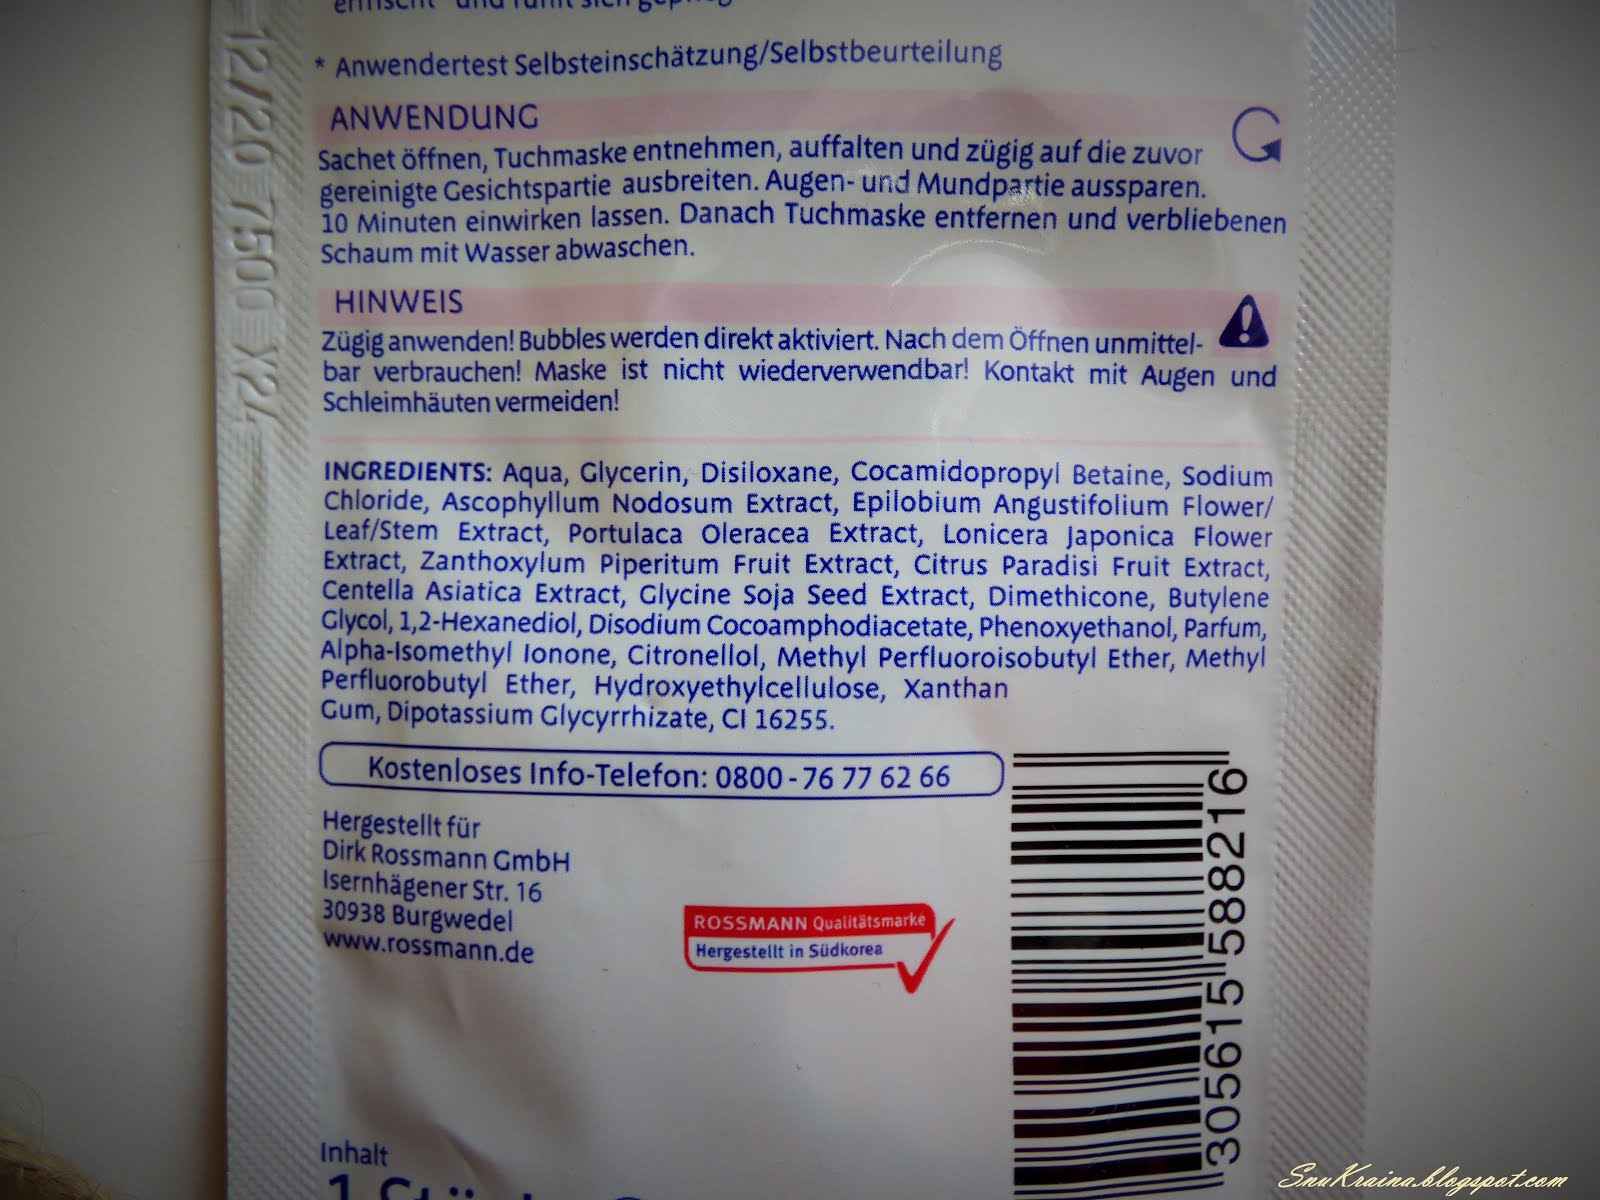 * Anwendertest Selbsteinschätzung/Selbstbeurteilung
ANWENDUNG
Sachet öffnen, Tuchmaske entnehmen, auffalten und zügig auf die zuvor
gereinigte Gesichtspartie ausbreiten. Augen- und Mundpartie aussparen.
10 Minuten einwirken lassen. Danach Tuchmaske entfernen und verbliebenen
Schaum mit Wasser abwaschen.
HINWEIS
Zügig anwenden! Bubbles werden direkt aktiviert. Nach dem Öffnen unmittel-
bar verbrauchen! Maske ist nicht wiederverwendbar! Kontakt mit Augen und
Schleimhäuten vermeiden!
INGREDIENTS: Aqua, Glycerin, Disiloxane, Cocamidopropyl Betaine, Sodium
Chloride, Ascophyllum Nodosum Extract, Epilobium Angustifolium Flower/
Leaf/Stem Extract, Portulaca Oleracea Extract, Lonicera Japonica Flower
Extract, Zanthoxylum Piperitum Fruit Extract, Citrus Paradisi Fruit Extract,
Centella Asiatica Extract, Glycine Soja Seed Extract, Dimethicone, Butylene
Glycol, 1,2-Hexanediol, Disodium Cocoamphodiacetate, Phenoxyethanol, Parfum,
Alpha-Isomethyl Ionone, Citronellol, Methyl Perfluoroisobutyl Ether, Methyl
Perfluorobutyl Ether, Hydroxyethylcellulose, Xanthan
Gum, Dipotassium Glycyrrhizate, CI 16255.
Kostenloses Info-Telefon: 0800 - 76 77 62 66
Hergestellt für
Dirk Rossmann GmbH
Isernhägener Str. 16
30938 Burgwedel
www.rossmann.de
ROSSMANN Qualitätsmarke
Hergestellt in Südkorea
305615 588216
Inhalt
12/20 7500 X24
SnuKraina.blogspot.com